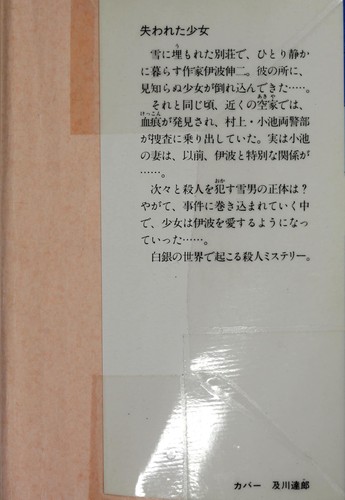 失われた少女
雪に埋もれた別荘で、ひとり静か
に暮らす作家伊波伸二。彼の所に、
見知らぬ少女が倒れ込んできた……。
それと同じ頃、近くの空家では、
血痕が発見され、村上・小池両警部
が捜査に乗り出していた。実は小池
の妻は、以前、伊波と特別な関係が
……。
次々と殺人を犯す雪男の正体は？
やがて、事件に巻き込まれていく中
で、少女は伊波を愛するようになっ
ていった……。
白銀の世界で起こる殺人ミステリー。
カバー 及川達郎